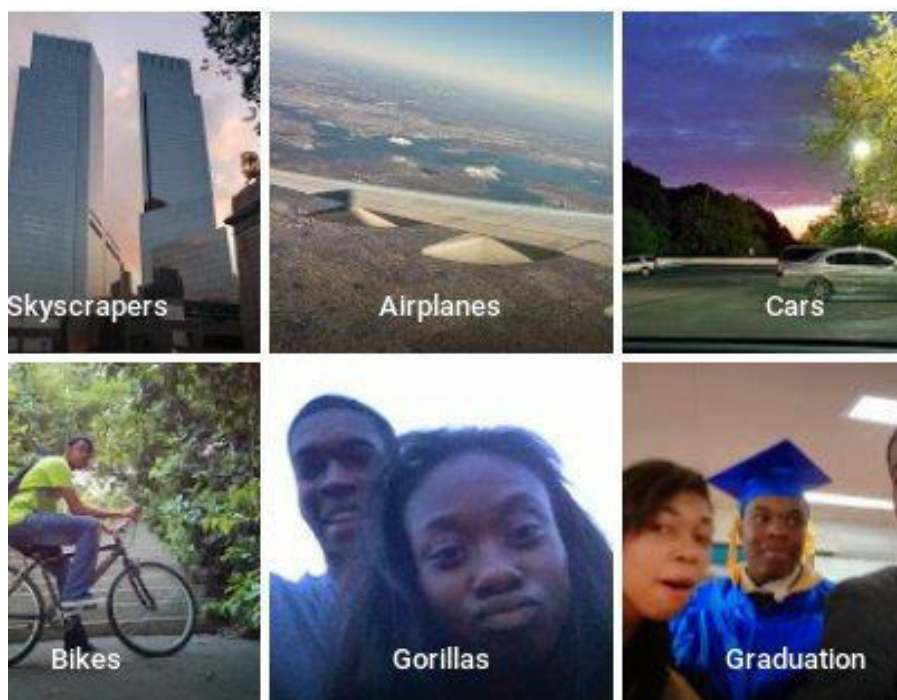 Skyscrapers
Airplanes
Cars
Bikes
Gorillas
Graduation